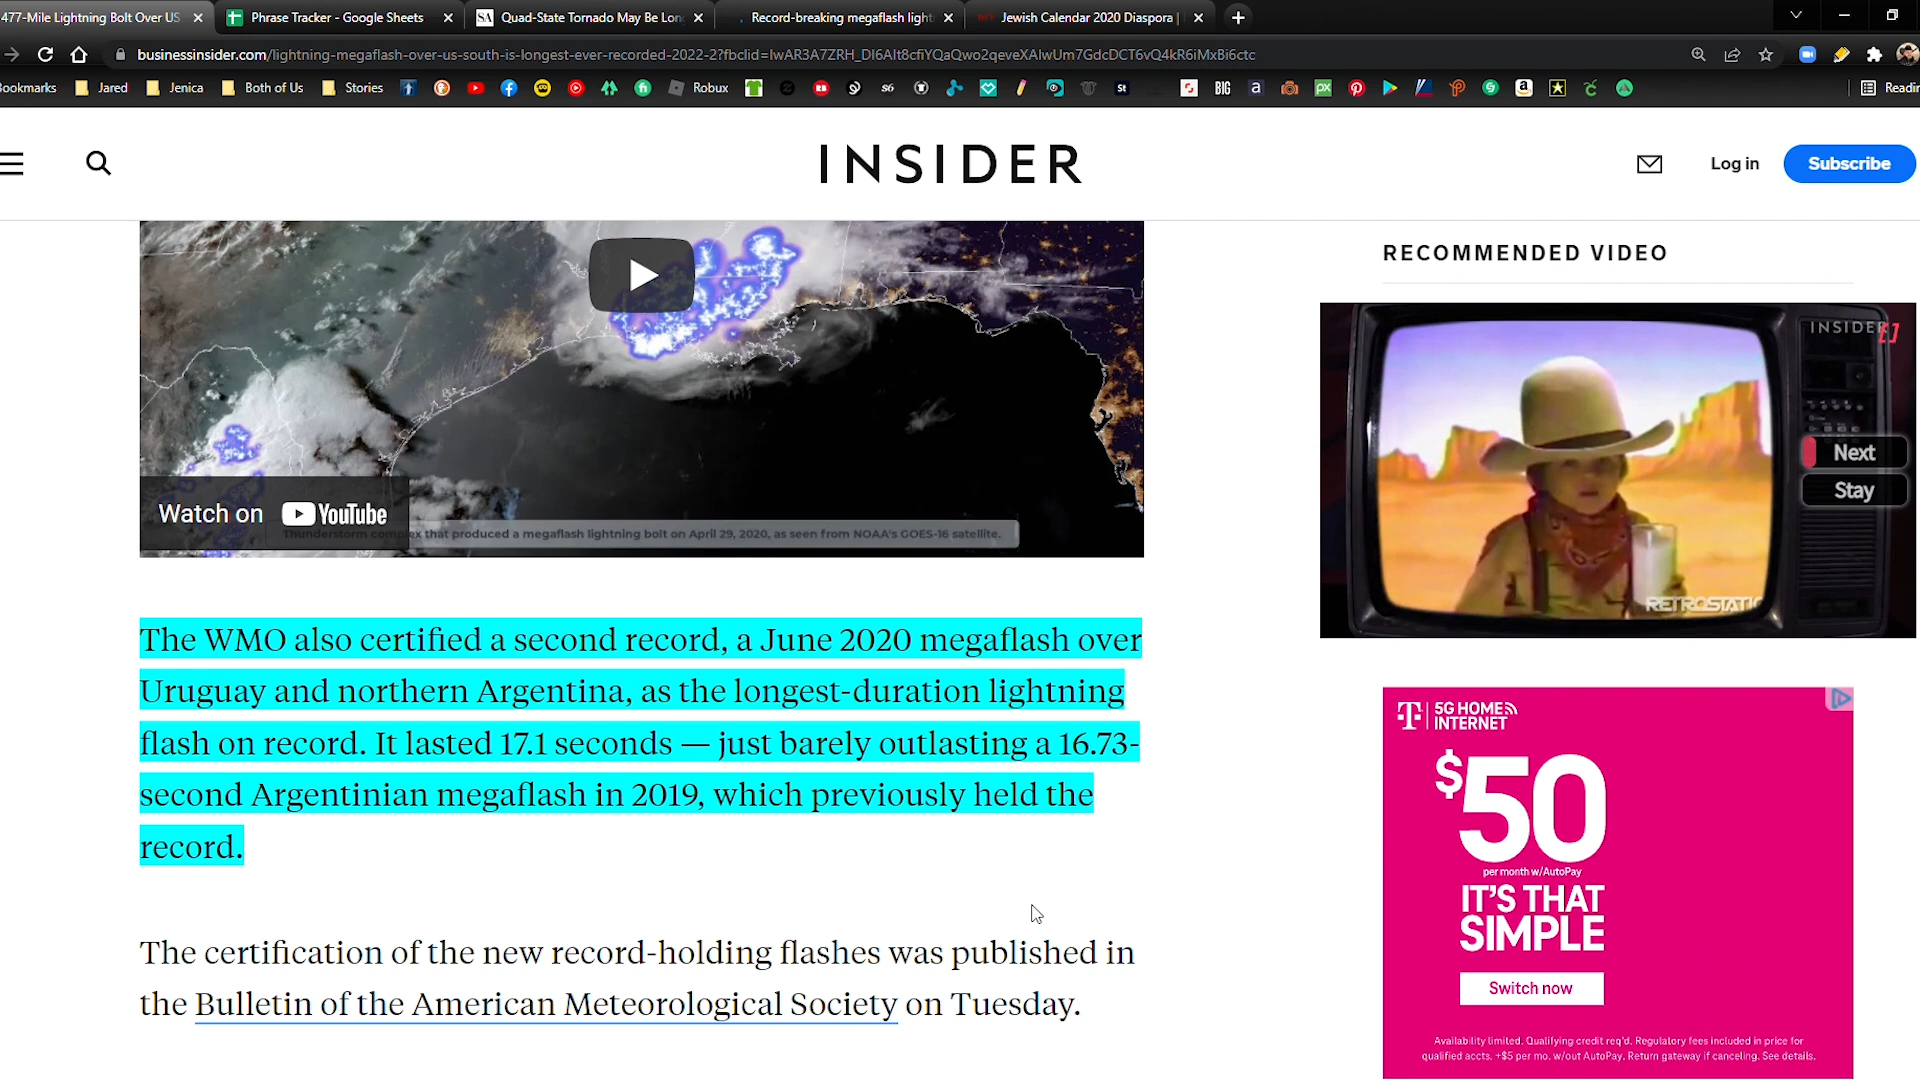 477-Mile Lightning Bolt Over US
Phrase Tracker - Google Sheets
SA Quad-State Tornado May Be Lon
Record-breaking megaflash light
Jewish Calendar 2020 Diaspora |
businessinsider.com/lightning-megaflash-over-us-south-is-longest-ever-recorded-2022-2?fbclid=IwAR3A7ZRH_DI6Alt8cfiYQaQwo2qeveXAlwUm7GdcDCT6vQ4kR6iMxBi6ctc
ookmarks Jared Jenica Both of Us Stories Robux S6 St BIG a PX Readin
INSIDER
Log in
Subscribe
Watch on YouTube
Thunderstorm complex that produced a megaflash lightning bolt on April 29, 2020, as seen from NOAA's GOES-16 satellite.
The WMO also certified a second record, a June 2020 megaflash over
Uruguay and northern Argentina, as the longest-duration lightning
flash on record. It lasted 17.1 seconds — just barely outlasting a 16.73-
second Argentinian megaflash in 2019, which previously held the
record.
The certification of the new record-holding flashes was published in
the Bulletin of the American Meteorological Society on Tuesday.
RECOMMENDED VIDEO
INSIDER
Next
Stay
RETROSTATIC
T 5G HOME
INTERNET
$50
per month w/AutoPay
IT'S THAT
SIMPLE
Switch now
Availability limited. Qualifying credit req'd. Regulatory fees included in price for
qualified accts. +$5 per mo. w/out AutoPay. Return gateway if canceling. See details.